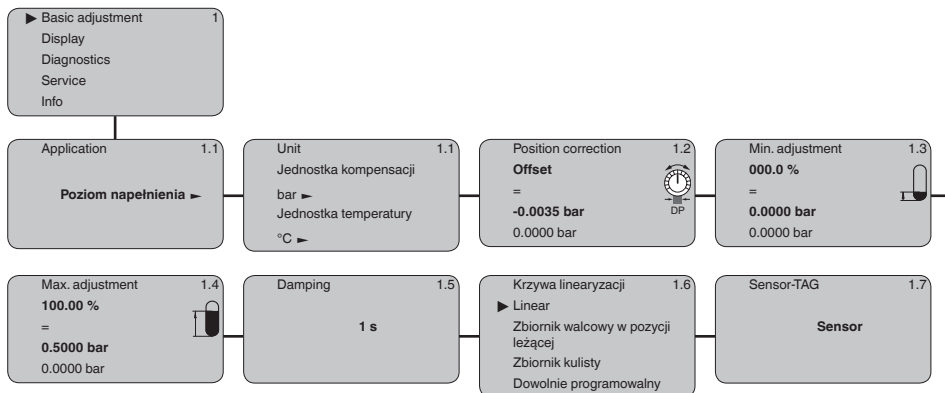 ▶ Basic adjustment 1
Display
Diagnostics
Service
Info
Application 1.1
Poziom napełnienia ►
Unit 1.1
Jednostka kompensacji
bar ►
Jednostka temperatury
°C ►
Position correction 1.2
Offset
=
-0.0035 bar
0.0000 bar
DP
Min. adjustment 1.3
000.0 %
=
0.0000 bar
0.0000 bar
Max. adjustment 1.4
100.00 %
=
0.5000 bar
0.0000 bar
Damping 1.5
1 s
Krzywa linearyzacji 1.6
▶ Linear
Zbiornik walcowy w pozycji
leżącej
Zbiornik kulisty
Dowolnie programowalny
Sensor-TAG 1.7
Sensor